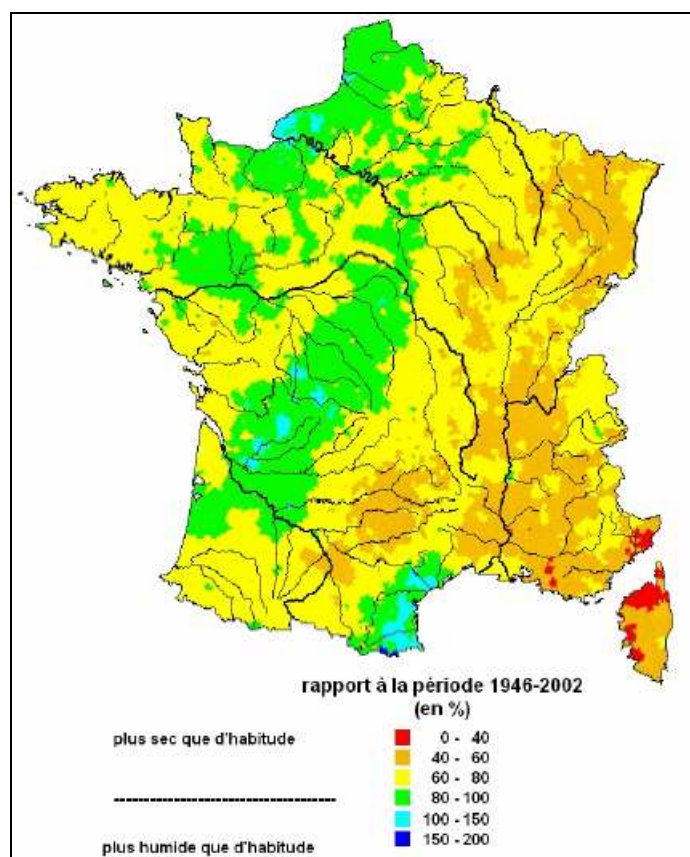 rapport à la période 1946-2002
(en %)
plus sec que d'habitude
plus humide que d'habitude
0 - 40
40 - 60
60 - 80
80 - 100
100 - 150
150 - 200